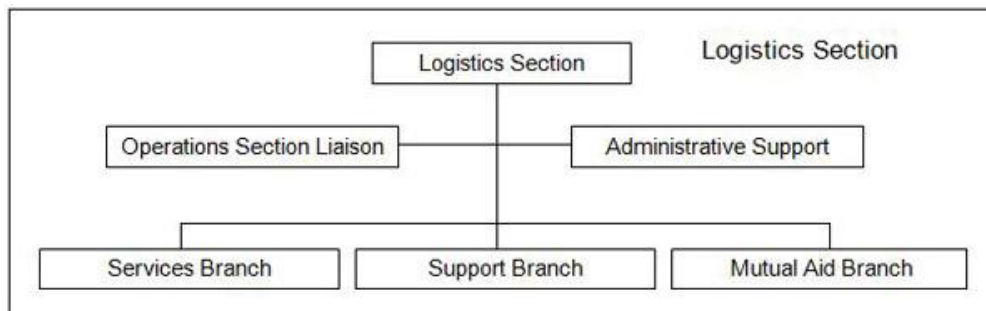 Logistics Section
Logistics Section
Operations Section Liaison
Administrative Support
Services Branch
Support Branch
Mutual Aid Branch